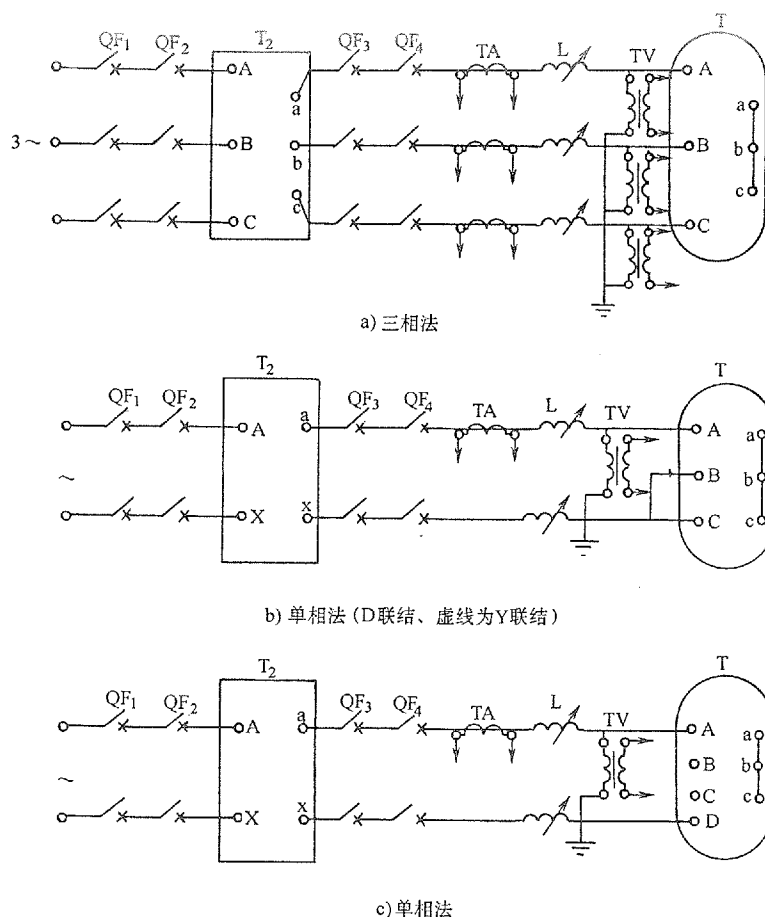 QF₁ QF₂ T₂ QF₃ QF₄ TA L TV T
A a A a
3～ B b B b
C c C c
a) 三相法
T₂ T
QF₁ QF₂ QF₃ QF₄ TA L TV
A a A a
～ B b
X x C c
b) 单相法 (D联结、虚线为Y联结)
T₂ T
QF₁ QF₂ QF₃ QF₄ TA L TV
A a A a
～ B b
C c
X x D
c) 单相法